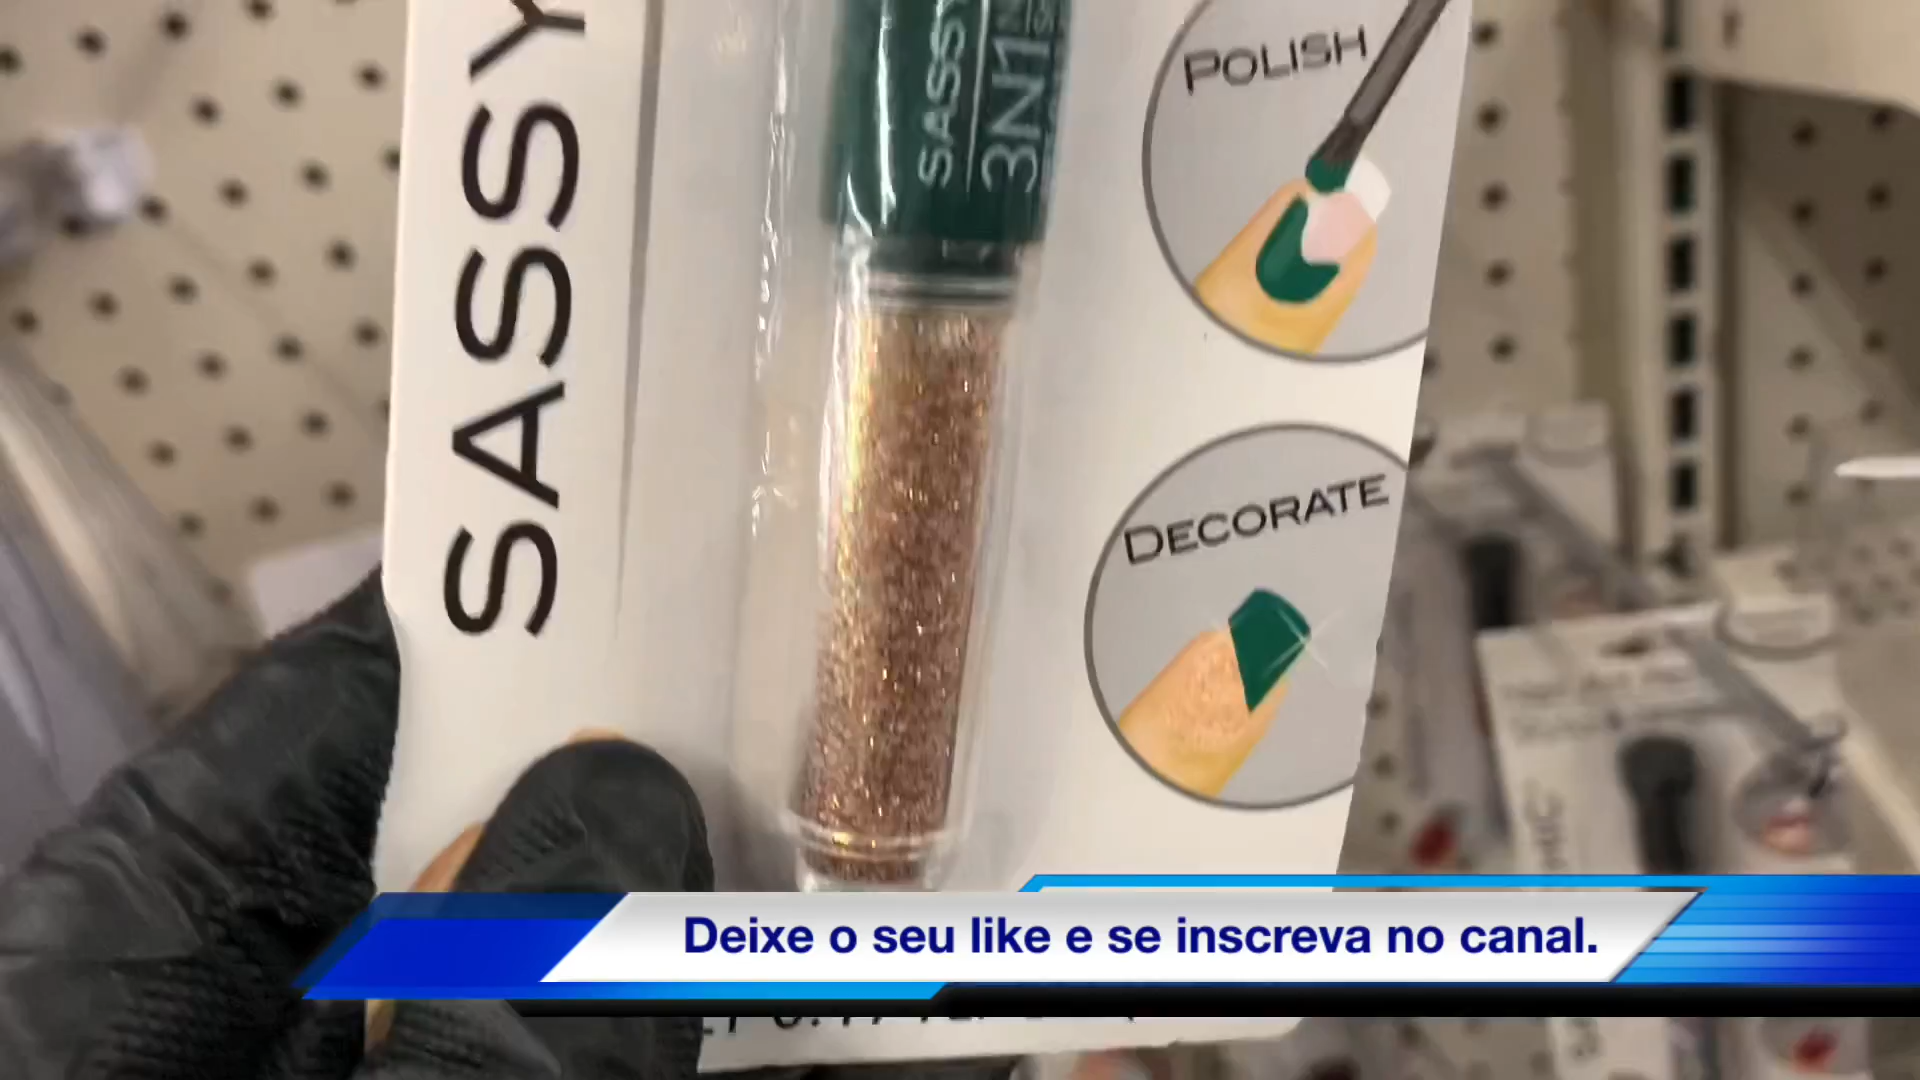 SASSY
SASSY
3N1
POLISH
DECORATE
Deixe o seu like e se inscreva no canal.